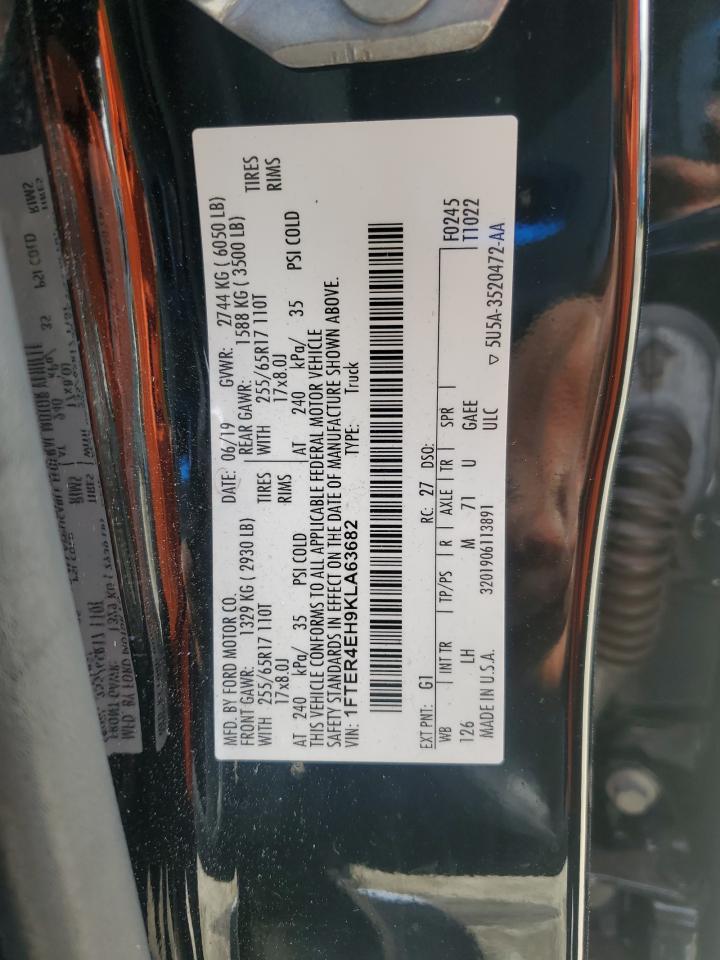 MFD. BY FORD MOTOR CO. DATE: 06/19 GVWR: 2744 KG ( 6050 LB)
FRONT GAWR: 1329 KG ( 2930 LB) REAR GAWR: 1588 KG ( 3500 LB)
WITH 255/65R17 110T TIRES WITH 255/65R17 110T TIRES
17x8.0J RIMS 17x8.0J RIMS
AT 240 kPa/ 35 PSI COLD AT 240 kPa/ 35 PSI COLD
THIS VEHICLE CONFORMS TO ALL APPLICABLE FEDERAL MOTOR VEHICLE
SAFETY STANDARDS IN EFFECT ON THE DATE OF MANUFACTURE SHOWN ABOVE.
VIN: 1FTER4EH9KLA63682 TYPE: Truck
EXT PNT: G1 RC: 27 DSO: F0245
WB INT TR TP/PS R AXLE TR SPR T1022
126 LH M 71 U GAEE
MADE IN U.S.A. 3201906113891 ULC
▽ 5U5A-3520472-AA